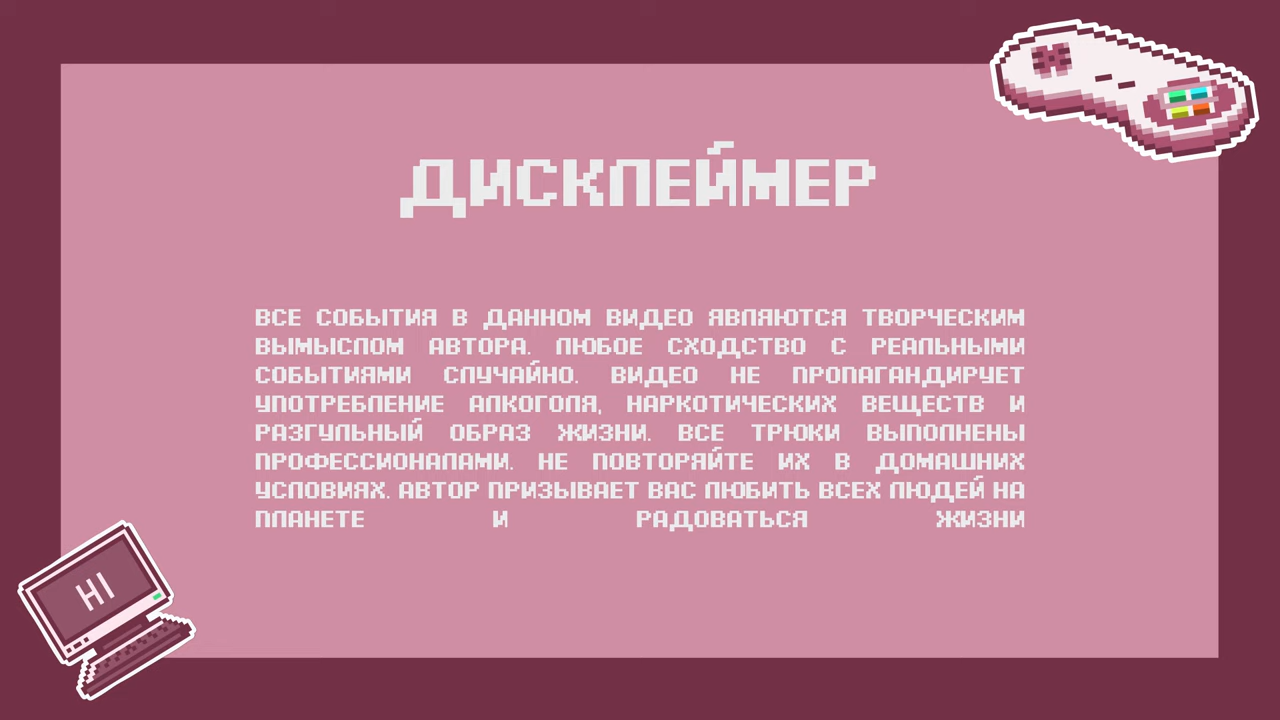 ДИСКЛЕЙМЕР
ВСЕ СОБЫТИЯ В ДАННОМ ВИДЕО ЯВЛЯЮТСЯ ТВОРЧЕСКИМ
ВЫМЫСЛОМ АВТОРА. ЛЮБОЕ СХОДСТВО С РЕАЛЬНЫМИ
СОБЫТИЯМИ СЛУЧАЙНО. ВИДЕО НЕ ПРОПАГАНДИРУЕТ
УПОТРЕБЛЕНИЕ АЛКОГОЛЯ, НАРКОТИЧЕСКИХ ВЕЩЕСТВ И
РАЗГУЛЬНЫЙ ОБРАЗ ЖИЗНИ. ВСЕ ТРЮКИ ВЫПОЛНЕНЫ
ПРОФЕССИОНАЛАМИ. НЕ ПОВТОРЯЙТЕ ИХ В ДОМАШНИХ
УСЛОВИЯХ. АВТОР ПРИЗЫВАЕТ ВАС ЛЮБИТЬ ВСЕХ ЛЮДЕЙ НА
ПЛАНЕТЕ И РАДОВАТЬСЯ ЖИЗНИ
HI